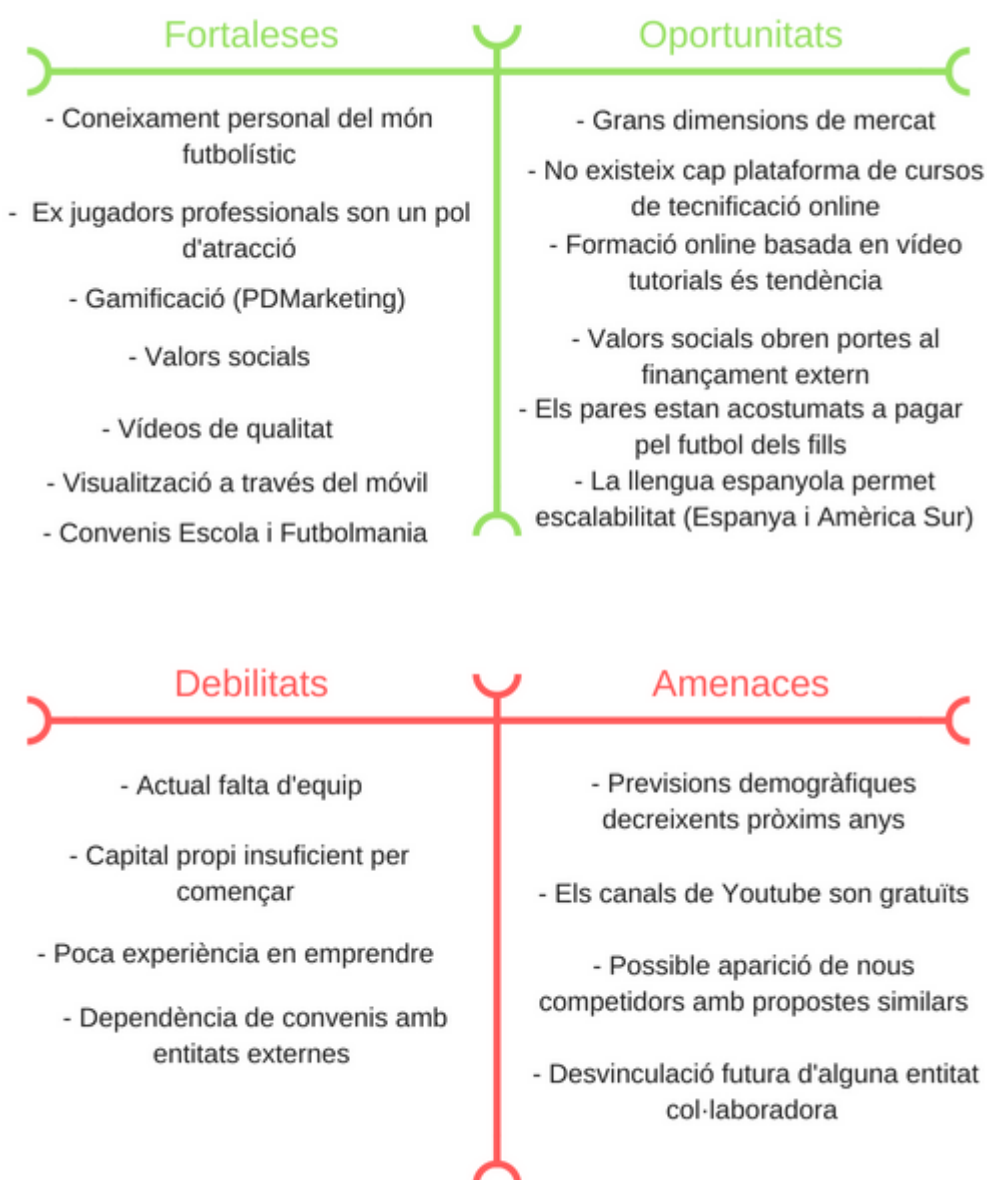 Fortaleses
- Coneixament personal del món
futbolístic
- Ex jugadors professionals son un pol
d'atracció
- Gamificació (PDMarketing)
- Valors socials
- Vídeos de qualitat
- Visualització a través del móvil
- Convenis Escola i Futbolmania
Oportunitats
- Grans dimensions de mercat
- No existeix cap plataforma de cursos
de tecnificació online
- Formació online basada en vídeo
tutorials és tendència
- Valors socials obren portes al
finançament extern
- Els pares estan acostumats a pagar
pel futbol dels fills
- La llengua espanyola permet
escalabilitat (Espanya i Amèrica Sur)
Debilitats
- Actual falta d'equip
- Capital propi insuficient per
començar
- Poca experiència en emprendre
- Dependència de convenis amb
entitats externes
Amenaces
- Previsions demogràfiques
decreixents pròxims anys
- Els canals de Youtube son gratuïts
- Possible aparició de nous
competidors amb propostes similars
- Desvinculació futura d'alguna entitat
col·laboradora